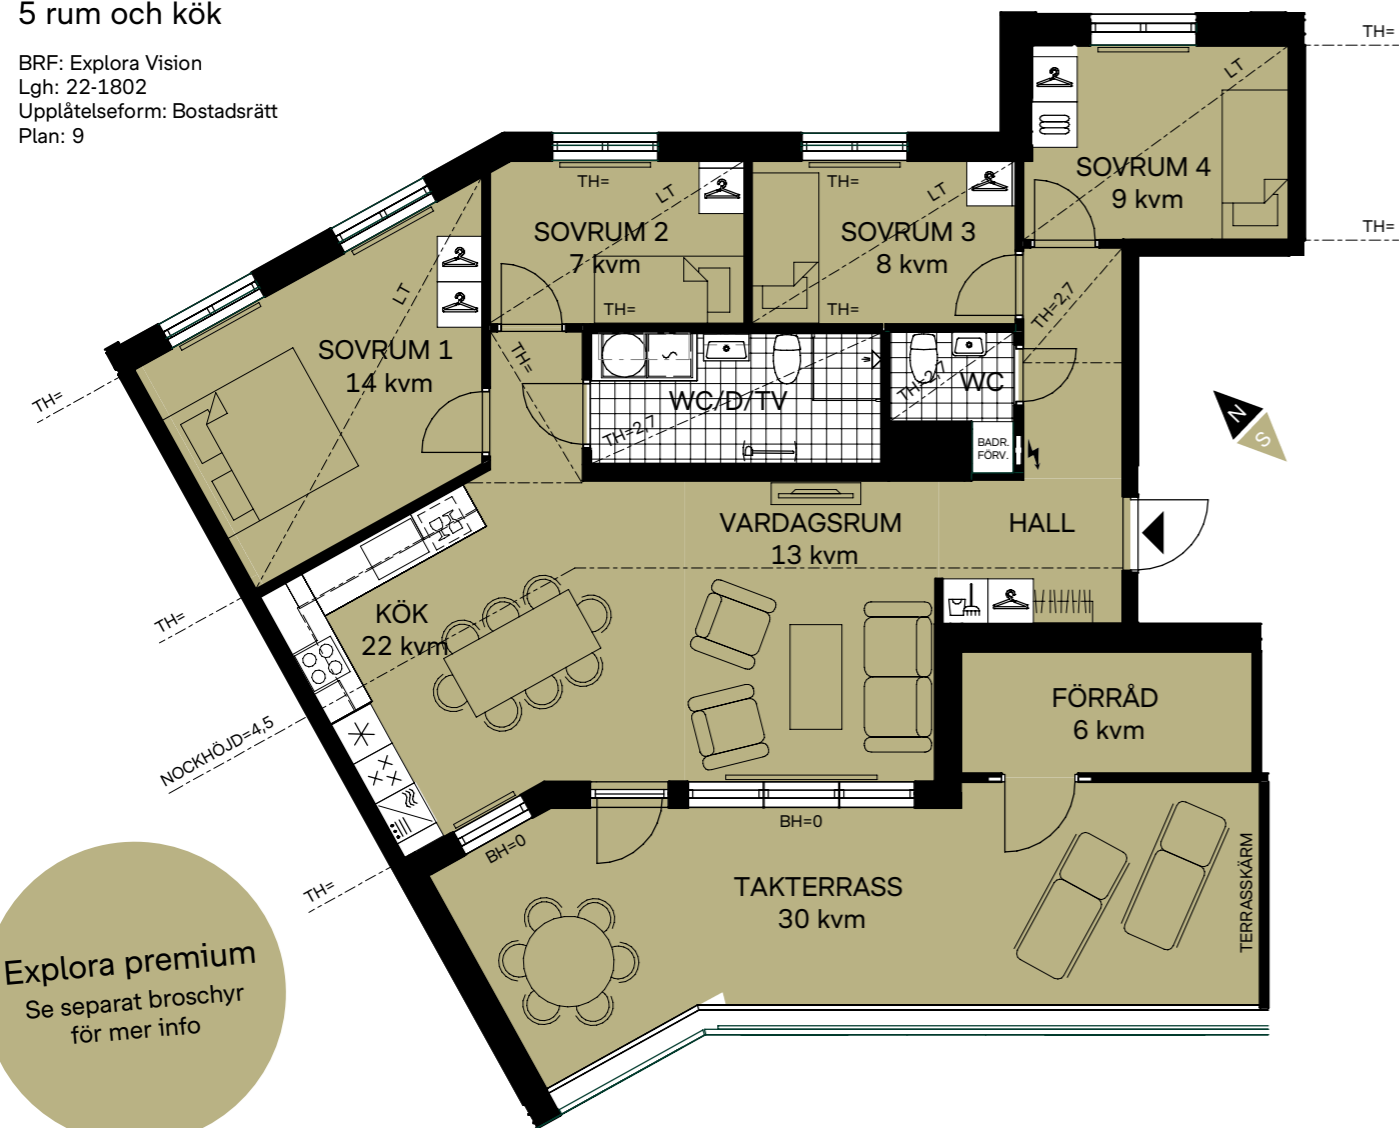 5 rum och kök
BRF: Explora Vision
Lgh: 22-1802
Upplåtelseform: Bostadsrätt
Plan: 9
TH=
LT
SOVRUM 4
9 kvm
TH=
TH=
LT
SOVRUM 2
7 kvm
TH=
TH=
LT
SOVRUM 3
8 kvm
TH=
TH=2,7
LT
SOVRUM 1
14 kvm
TH=
TH=
WC/D/TV
TH=2,7
WC
TH=2,7
BADR.
FÖRV.
N
S
VARDAGSRUM
13 kvm
HALL
KÖK
22 kvm
TH=
NOCKHÖJD=4,5
FÖRRÅD
6 kvm
BH=0
BH=0
TH=
TAKTERRASS
30 kvm
TERRASSKÄRM
Explora premium
Se separat broschyr
för mer info